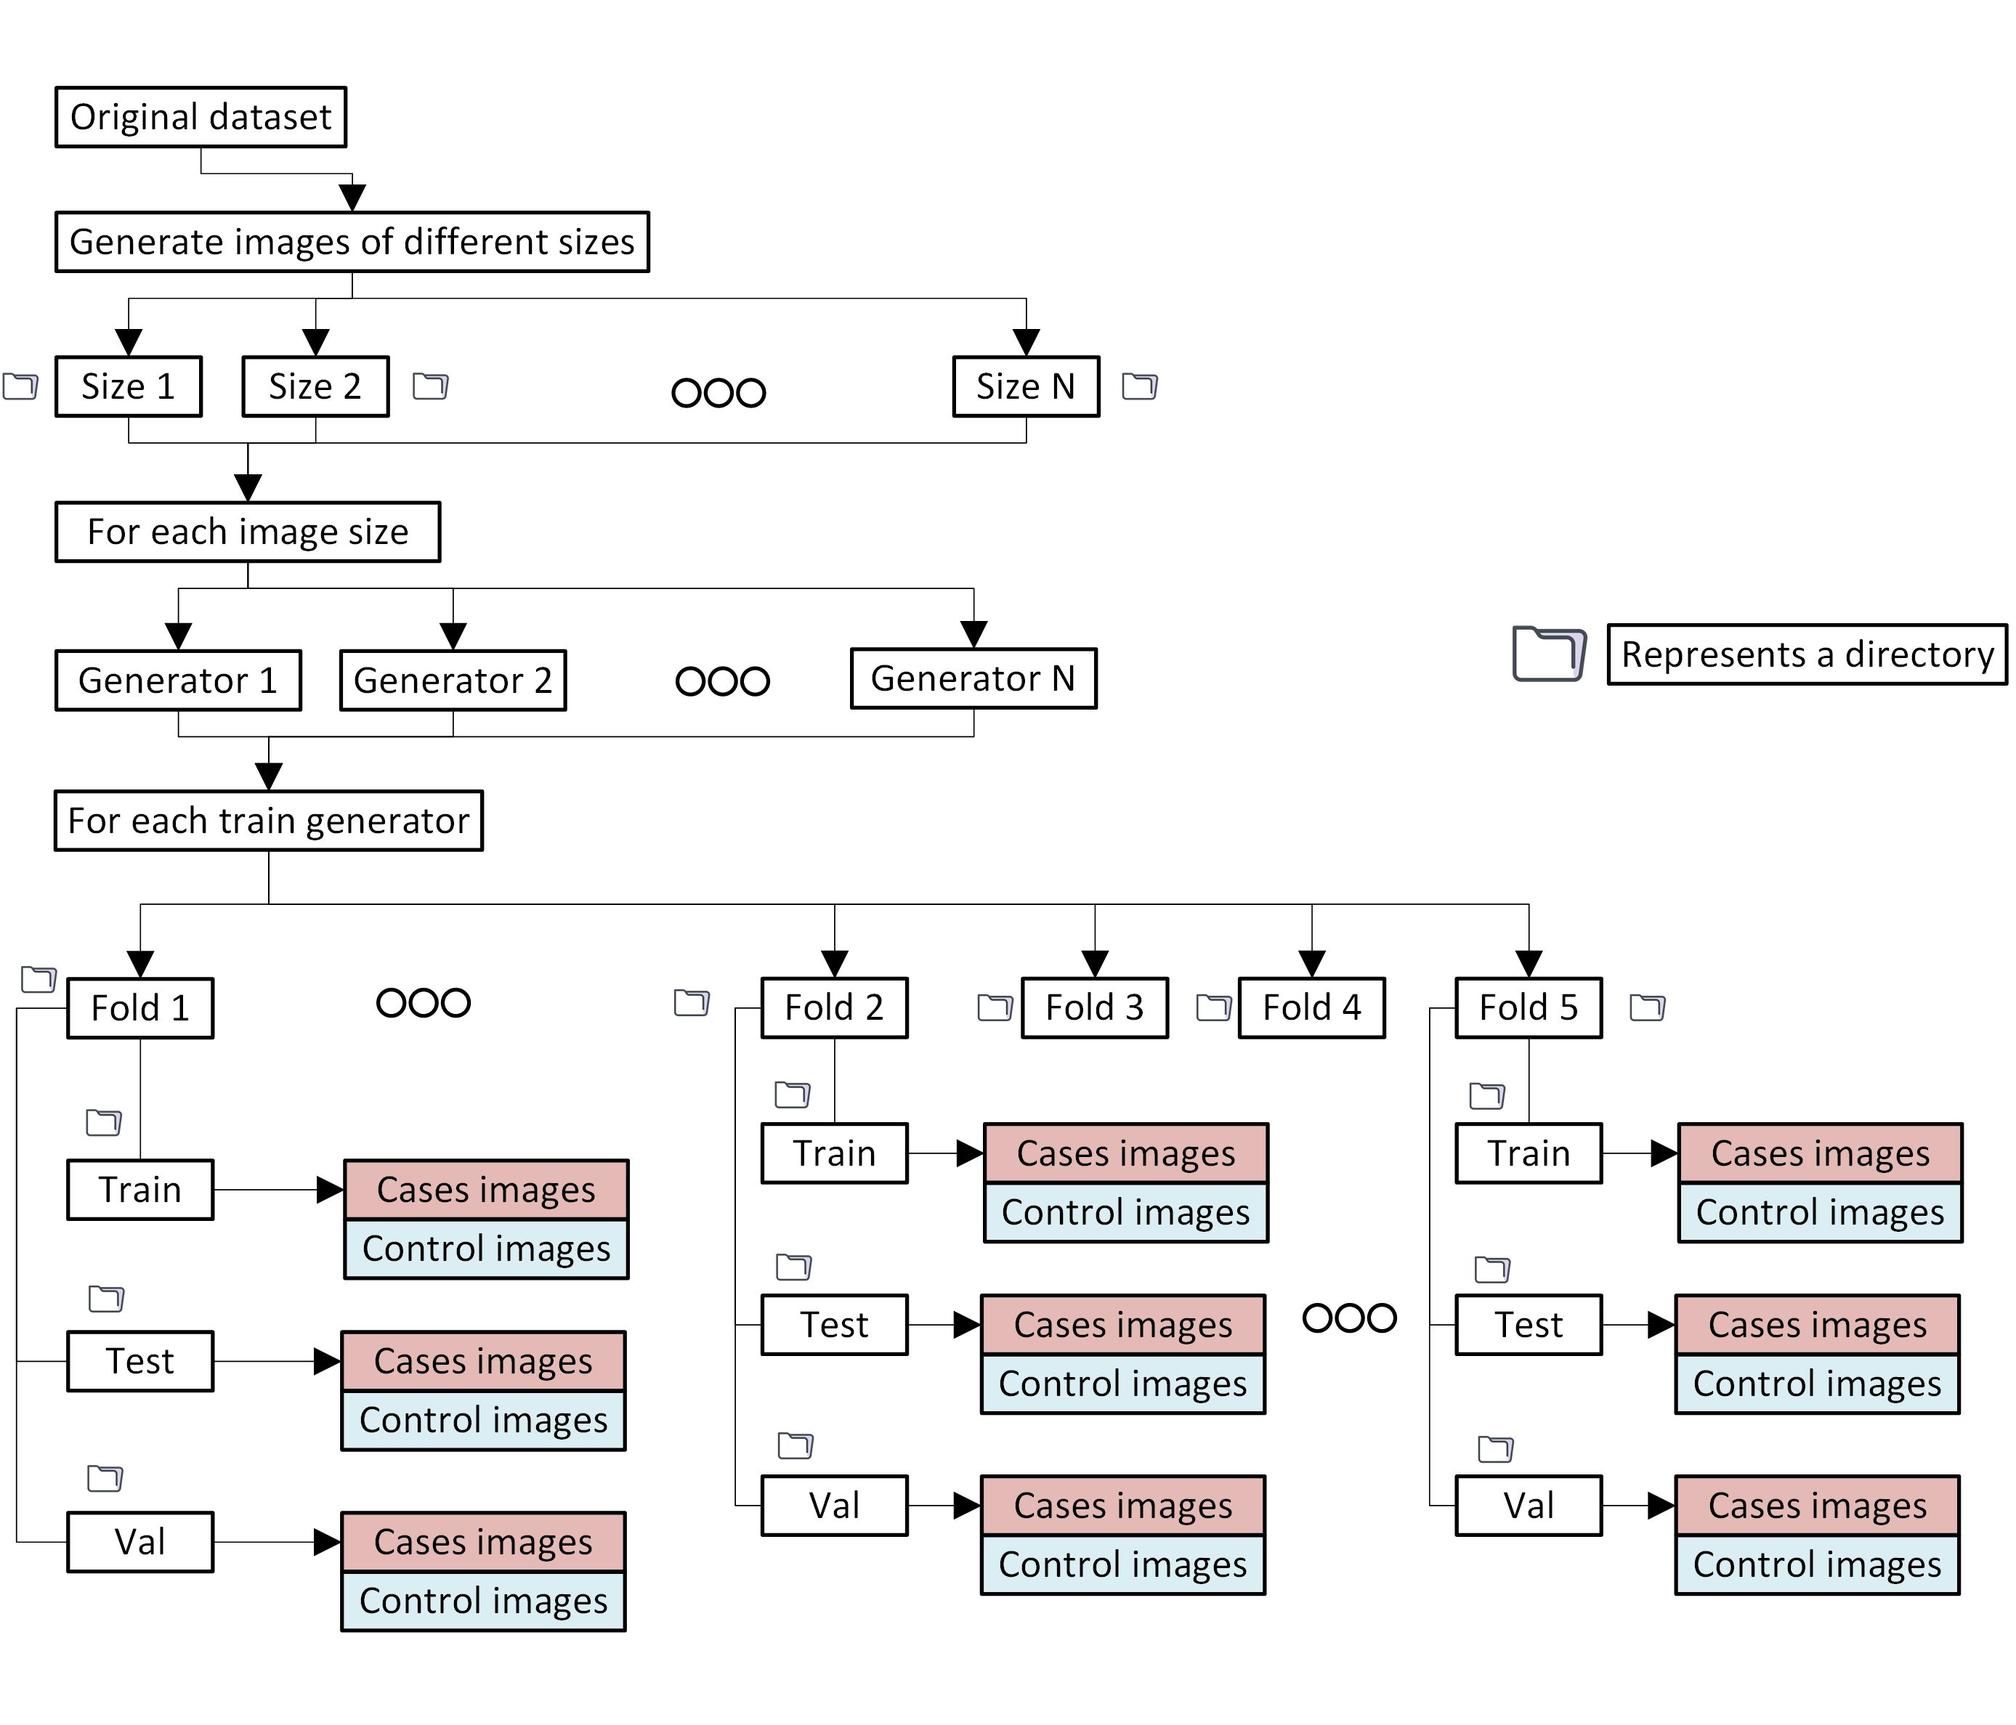 Original dataset
Generate images of different sizes
Size 1
Size 2
Size N
For each image size
Generator 1
Generator 2
Generator N
Represents a directory
For each train generator
Fold 1
Fold 2
Fold 3
Fold 4
Fold 5
Train
Cases images
Control images
Test
Cases images
Control images
Val
Cases images
Control images
Train
Cases images
Control images
Test
Cases images
Control images
Val
Cases images
Control images
Train
Cases images
Control images
Test
Cases images
Control images
Val
Cases images
Control images